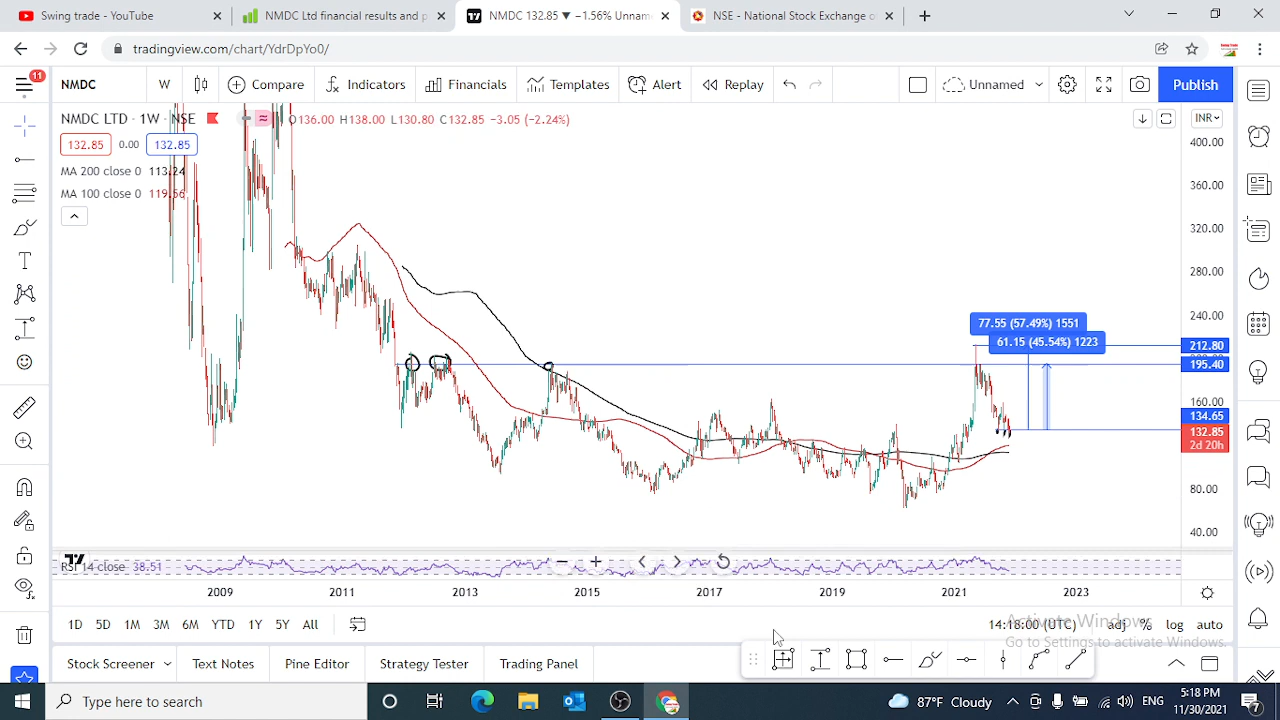 Swing trade"
NMDC Ltd financial results and p
NMDC 132.85 ▼ −1.56% Unnam
NSE - National Stock Exchange o
tradingview.com/chart/YdrDpYo0/
11
NMDC
W
Compare
Indicators
Financials
Templates
Alert
Replay
Unnamed
Publish
NMDC LTD · 1W · NSE
O136.00 H138.00 L130.80 C132.85 −3.05 (−2.24%)
INR
132.85
0.00
132.85
MA 200 close 0 113.24
MA 100 close 0 119.56
400.00
360.00
320.00
280.00
240.00
77.55 (57.49%) 1551
61.15 (45.54%) 1223
212.80
195.40
160.00
134.65
132.85
2d 20h
80.00
40.00
RSI 14 close 38.51
2009
2011
2013
2015
2017
2019
2021
2023
1D
5D
1M
3M
6M
YTD
1Y
5Y
All
14:18:00 (UTC)
adj
%
log
auto
Activate Windows
Go to Settings to activate Windows.
Stock Screener
Text Notes
Pine Editor
Strategy Tester
Trading Panel
Type here to search
87°F Cloudy
ENG
5:18 PM
11/30/2021
7